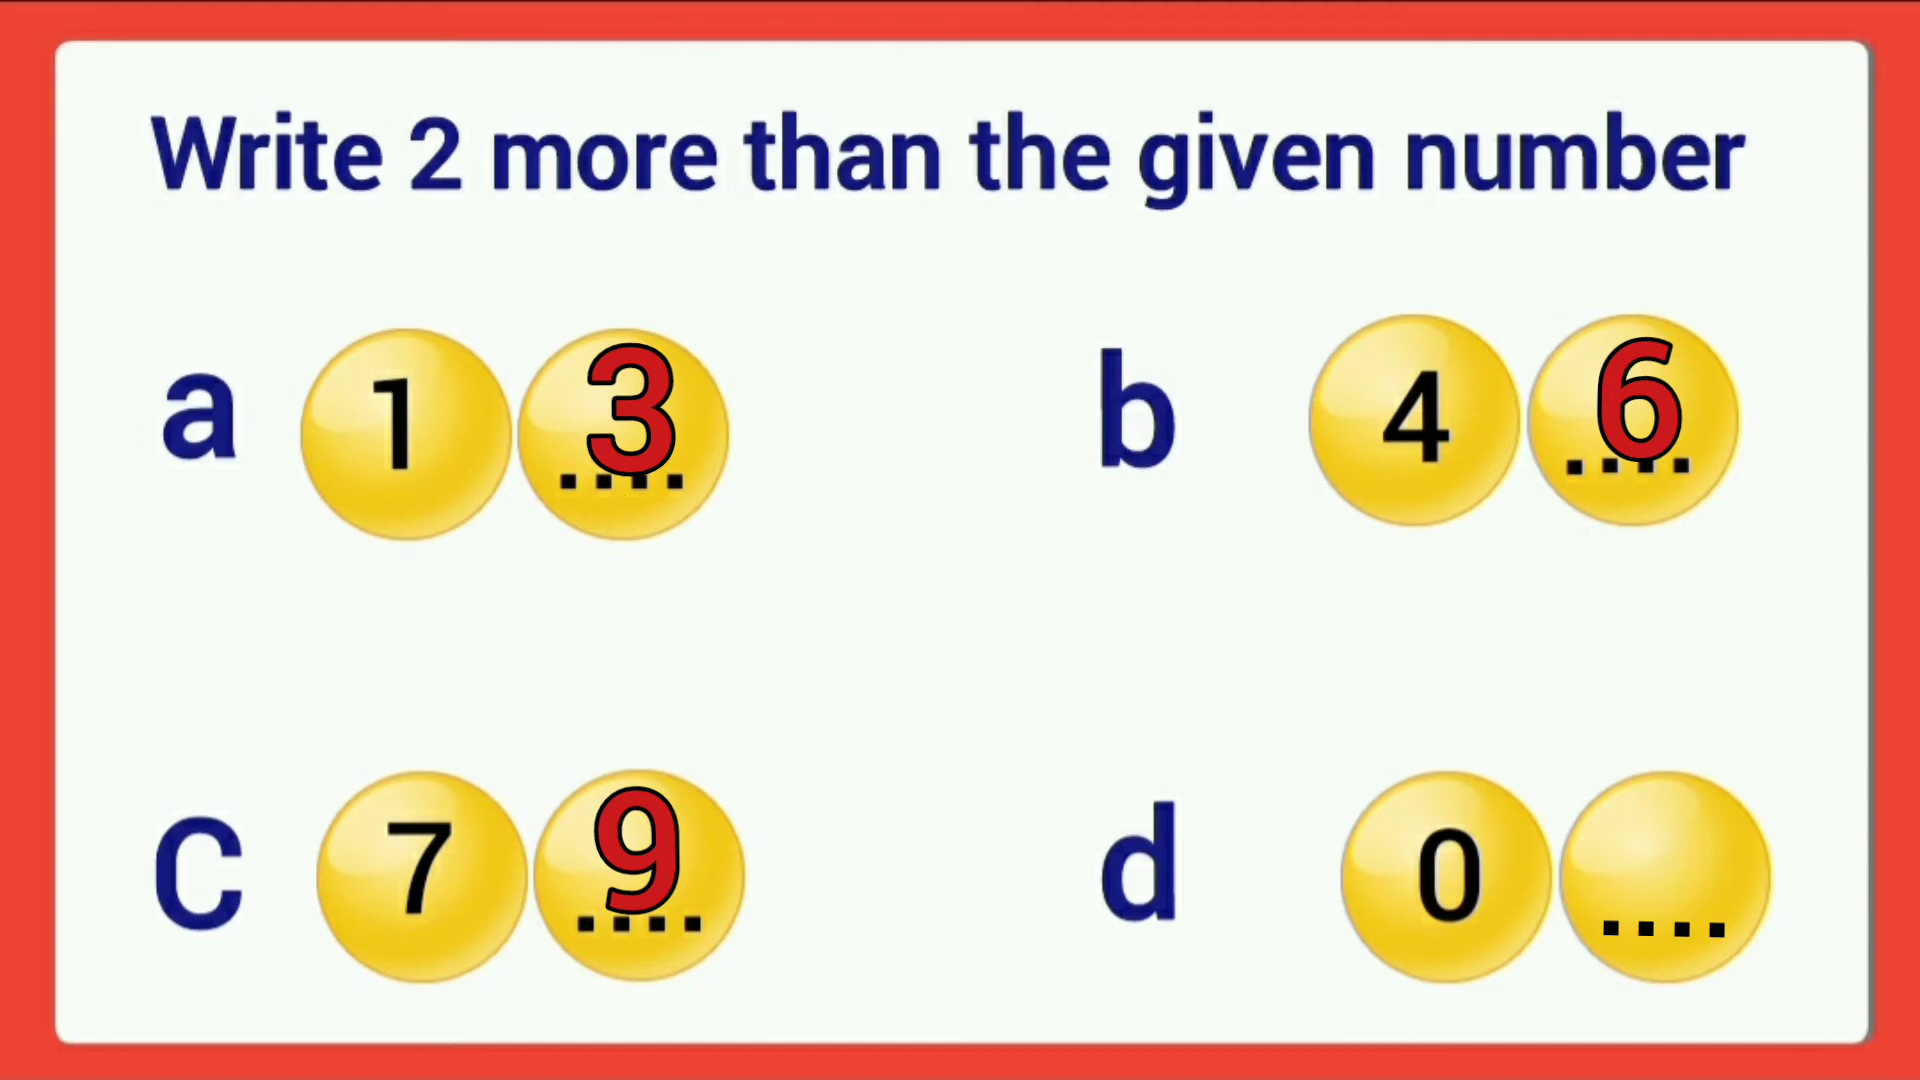 Write 2 more than the given number
a 1 3 .... b 4 6 ....
C 7 9 .... d 0 ....